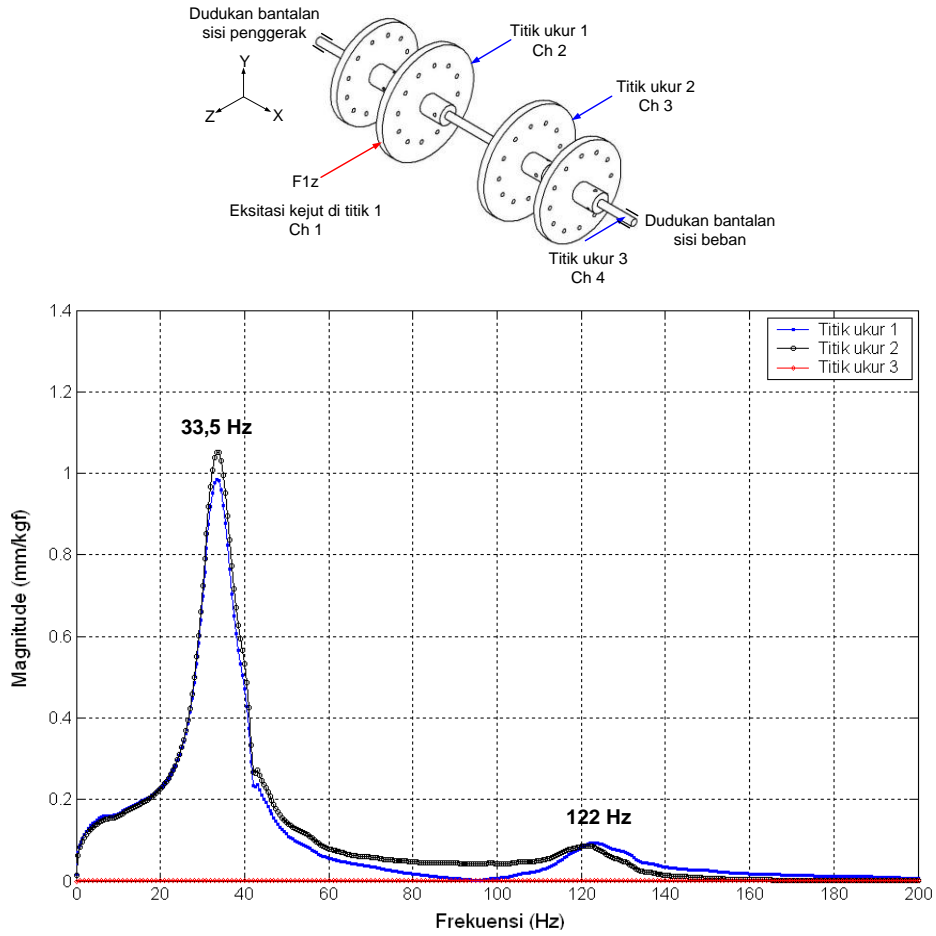 Dudukan bantalan
sisi penggerak
Titik ukur 1
Ch 2
Titik ukur 2
Ch 3
Y
Z
X
F1z
Eksitasi kejut di titik 1
Ch 1
Dudukan bantalan
sisi beban
Titik ukur 3
Ch 4
1.4
1.2
1
0.8
0.6
0.4
0.2
0
Magnitude (mm/kgf)
Titik ukur 1
Titik ukur 2
Titik ukur 3
33,5 Hz
122 Hz
0 20 40 60 80 100 120 140 160 180 200
Frekuensi (Hz)